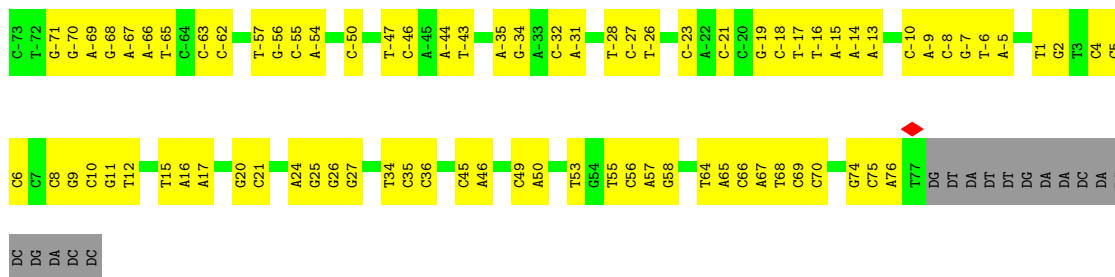 C-73 T-72 G-71 G-70 A-69 G-68 A-67 A-66 T-65 C-64 C-63 C-62 T-57 G-56 C-55 A-54 C-50 T-47 C-46 A-45 A-44 T-43 A-35 G-34 A-33 C-32 A-31 T-28 C-27 T-26 C-23 A-22 C-21 C-20 G-19 C-18 T-17 T-16 A-15 A-14 A-13 C-10 A-9 C-8 G-7 T-6 A-5 T1 G2 T3 C4
C6 C7 C8 G9 C10 G11 T12 T15 A16 A17 G20 C21 A24 G25 G26 G27 T34 C35 C36 C45 A46 C49 A50 T53 G54 T55 C56 A57 G58 T64 A65 C66 A67 T68 C69 C70 G74 C75 A76 T77 DG DT DA DT DT DG DA DA DC DA
DC DG DA DC DC